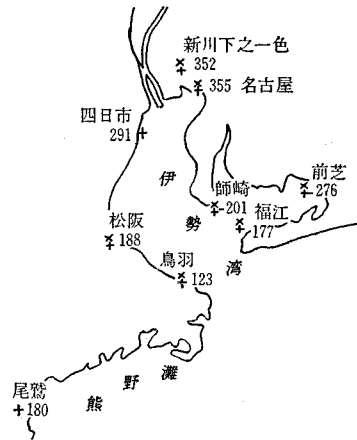 新川下之一色
352
355 名古屋
四日市
291
伊勢湾
師崎
201
前芝
276
福江
177
松阪
188
鳥羽
123
熊野灘
尾鷲
180